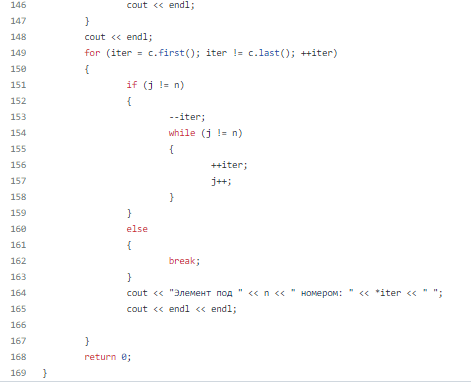 146 cout << endl;
147 }
148 cout << endl;
149 for (iter = c.first(); iter != c.last(); ++iter)
150 {
151 if (j != n)
152 {
153 --iter;
154 while (j != n)
155 {
156 ++iter;
157 j++;
158 }
159 }
160 else
161 {
162 break;
163 }
164 cout << "Элемент под " << n << " номером: " << *iter << " ";
165 cout << endl << endl;
166
167 }
168 return 0;
169 }